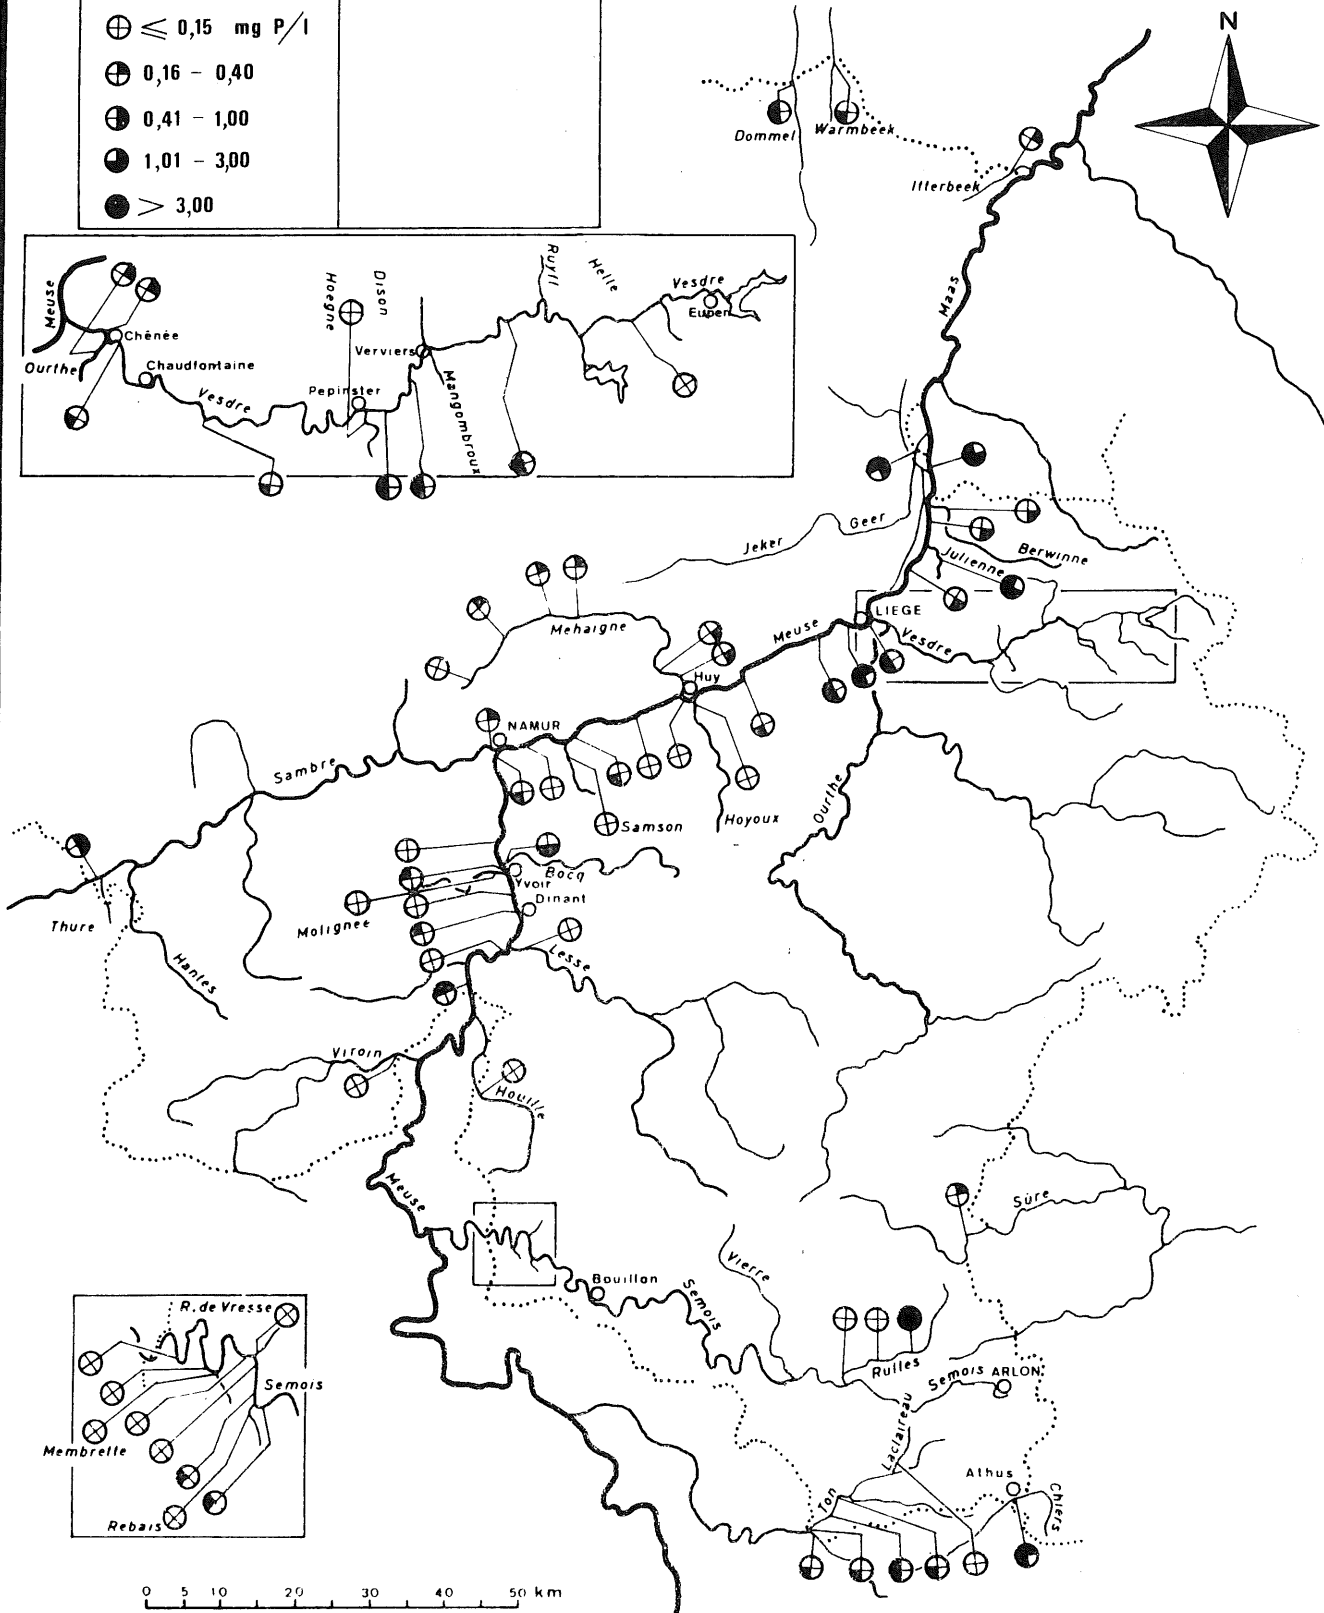 ≤ 0,15 mg P/l
0,16 - 0,40
0,41 - 1,00
1,01 - 3,00
> 3,00
N
Dommel
Warmbeek
Itterbeek
Maas
Meuse
Ourthe
Chênée
Chaudfontaine
Vesdre
Hoegne
Dison
Pepinster
Verviers
Mangombroux
Ruyff
Helle
Vesdre
Eupen
Jeker
Geer
Berwinne
Julienne
LIEGE
Vesdre
Mehaigne
Meuse
Huy
NAMUR
Sambre
Samson
Hoyoux
Ourthe
Bocq
Yvoir
Dinant
Molignée
Thure
Hantes
Lesse
Viroin
Houille
Meuse
Sûre
Vierre
Bouillon
Semois
R. de Vresse
Semois
Membrette
Rebais
Rulles
Semois
ARLON
Laclaireau
Ton
Athus
Chiers
0 5 10 20 30 40 50 km